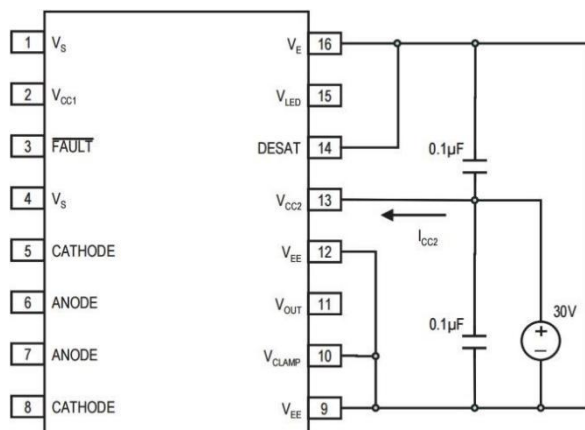 1 VS
VE 16
2 VCC1
VLED 15
3 FAULT
DESAT 14
0.1µF
4 VS
VCC2 13
ICC2
5 CATHODE
VEE 12
6 ANODE
VOUT 11
30V
0.1µF
7 ANODE
VCLAMP 10
8 CATHODE
VEE 9